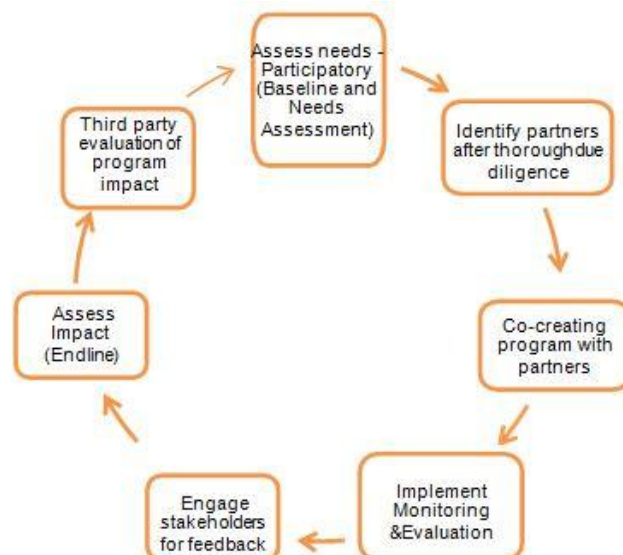 Assess needs -
Participatory
(Baseline and
Needs
Assessment)
Identify partners
after thoroughdue
diligence
Co-creating
program with
partners
Implement
Monitoring
&Evaluation
Engage
stakeholders
for feedback
Assess
Impact
(Endline)
Third party
evaluation of
program
impact